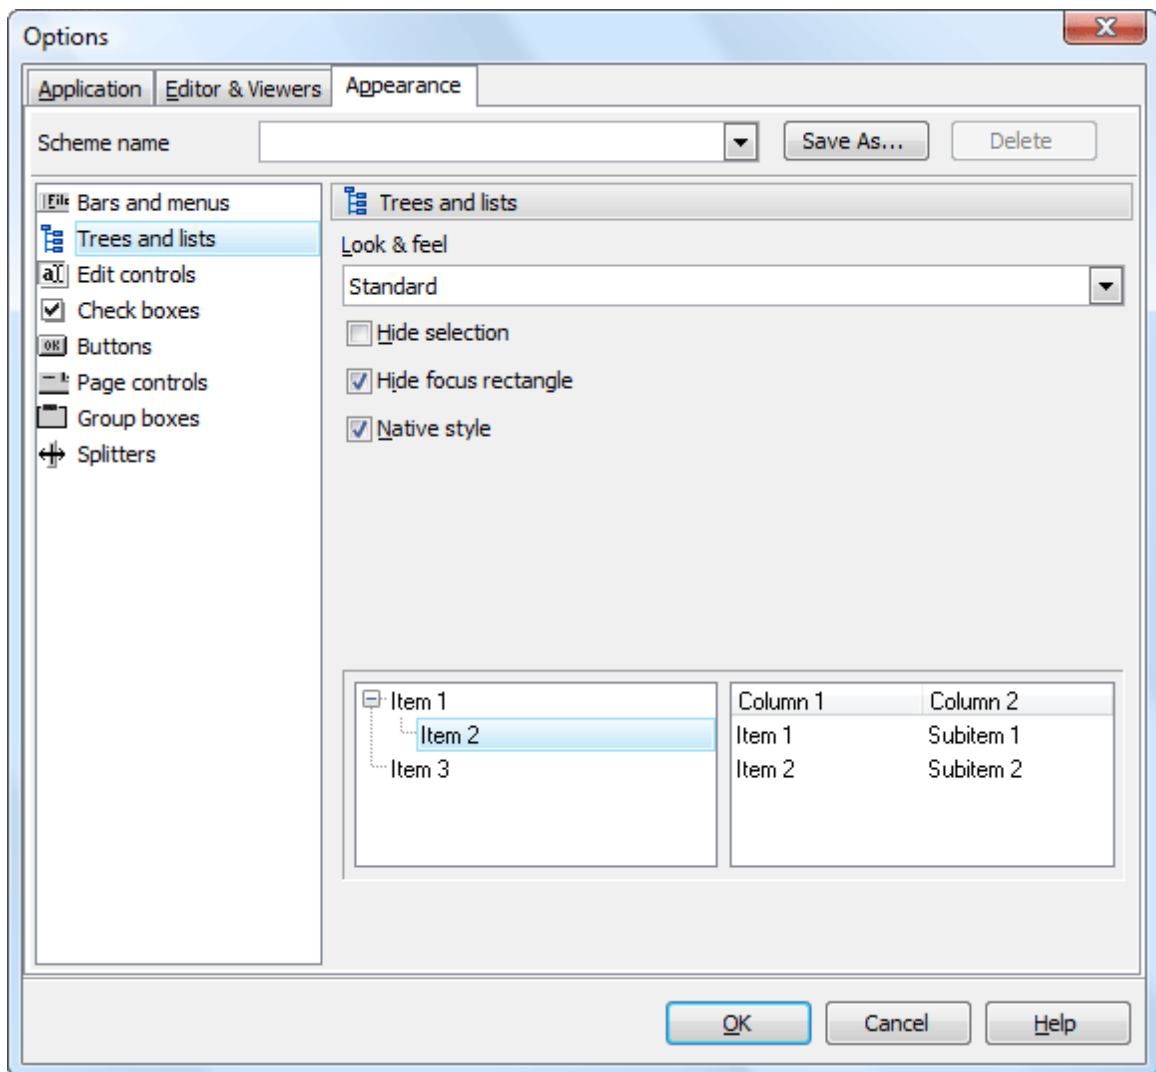 Options
Application Editor & Viewers Appearance
Scheme name Save As... Delete
Bars and menus
Trees and lists
Edit controls
Check boxes
Buttons
Page controls
Group boxes
Splitters
Trees and lists
Look & feel
Standard
Hide selection
Hide focus rectangle
Native style
Item 1
Item 2
Item 3
Column 1 Column 2
Item 1 Subitem 1
Item 2 Subitem 2
OK Cancel Help